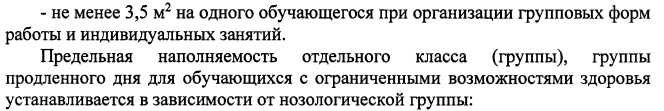 - не менее 3,5 м² на одного обучающегося при организации групповых форм
работы и индивидуальных занятий.
Предельная наполняемость отдельного класса (группы), группы
продленного дня для обучающихся с ограниченными возможностями здоровья
устанавливается в зависимости от нозологической группы: